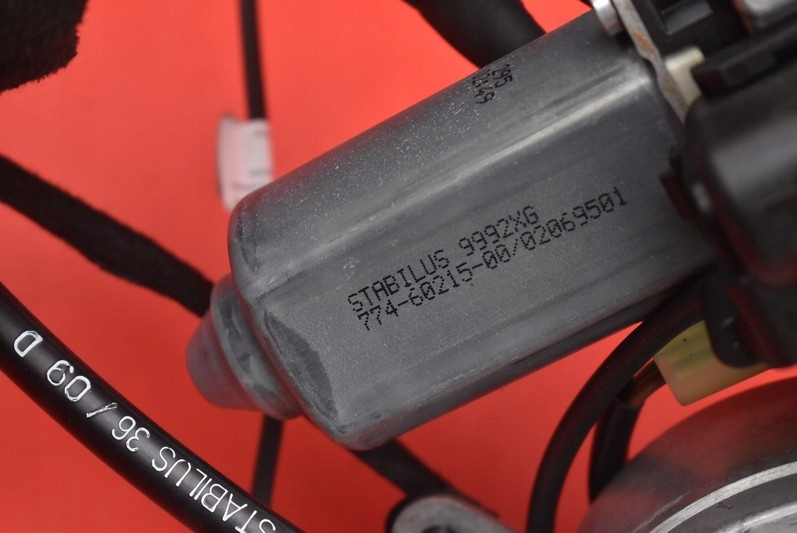 STABILUS 9992XG
774-60215-00/02069501
STABILUS 36 / 09 D